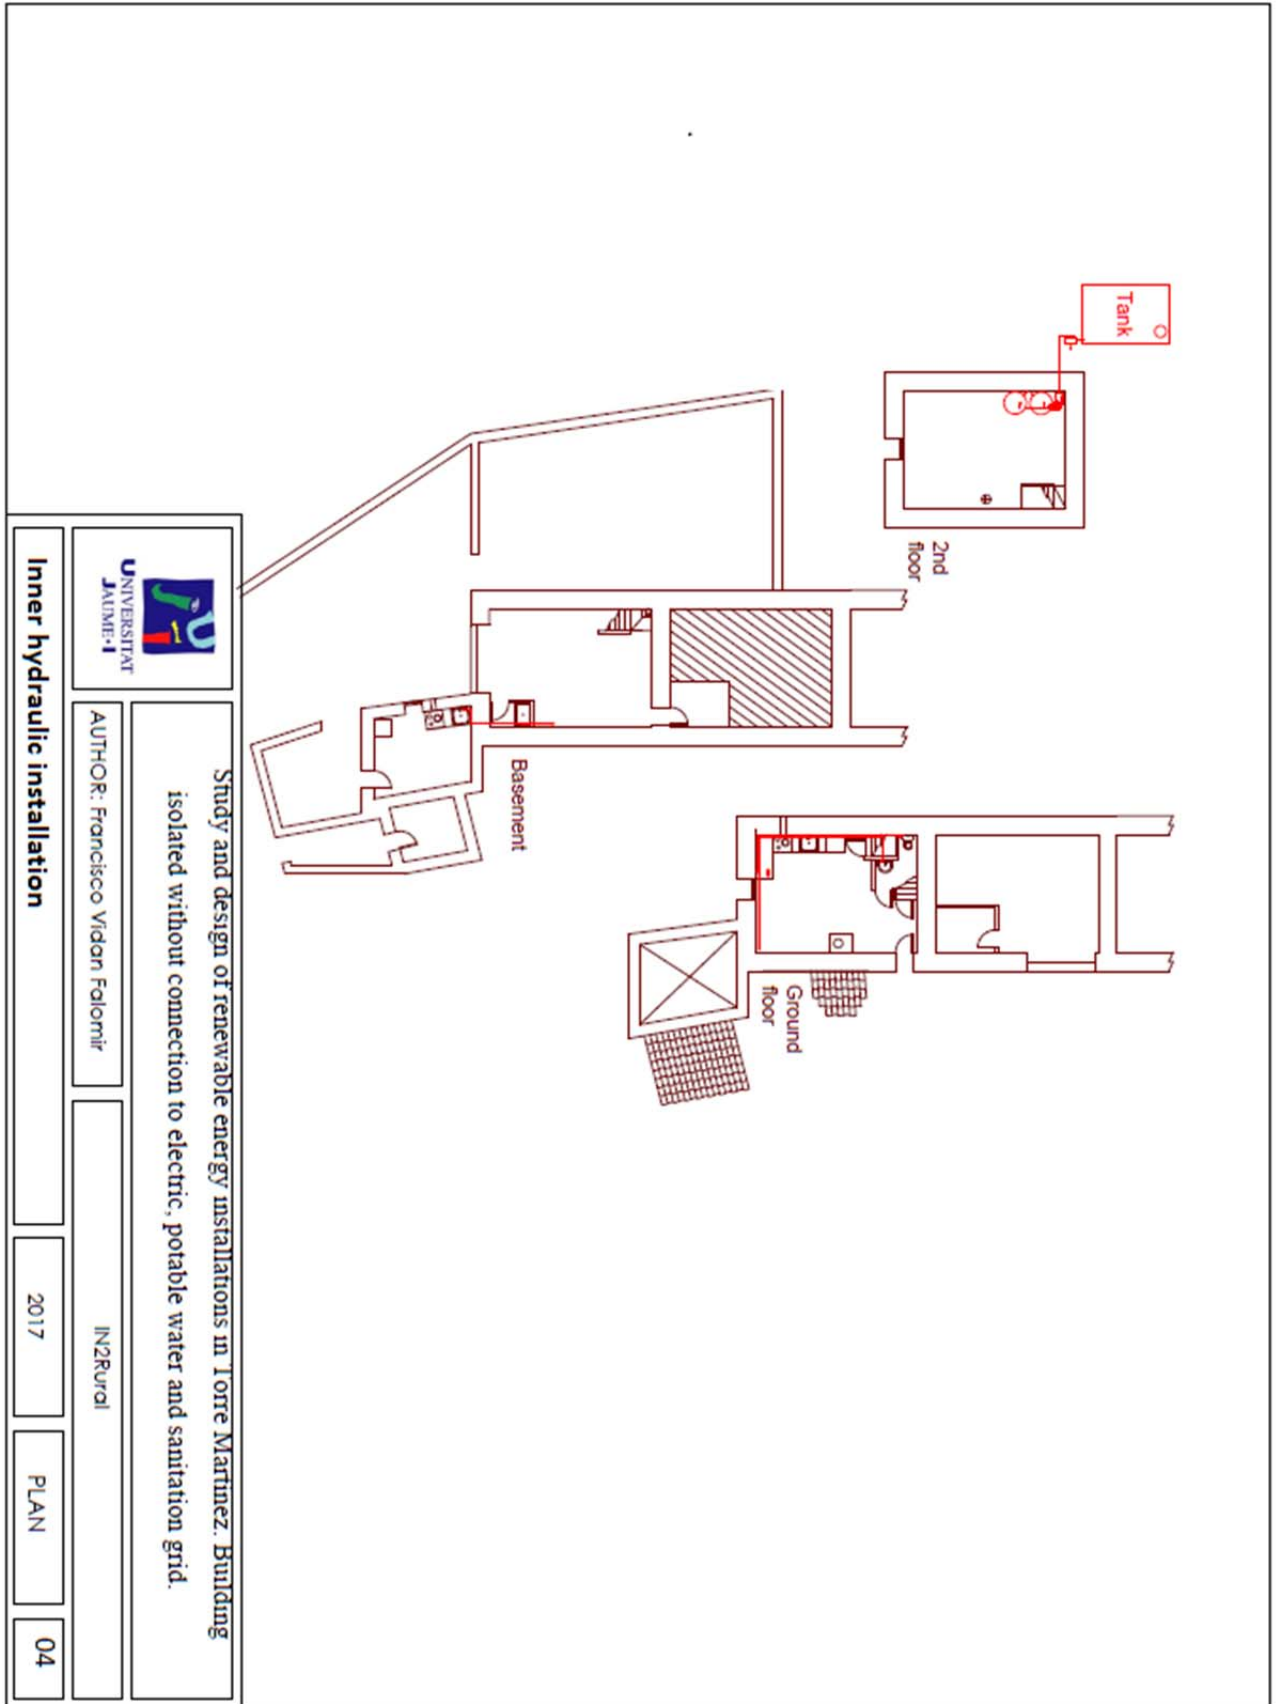 Tank
2nd
floor
Basement
Ground
floor
UNIVERSITAT
JAUME•I
Study and design of renewable energy installations in Torre Martinez. Building
isolated without connection to electric, potable water and sanitation grid.
AUTHOR: Francisco Vidan Falomir
IN2Rural
Inner hydraulic installation
2017
PLAN
04